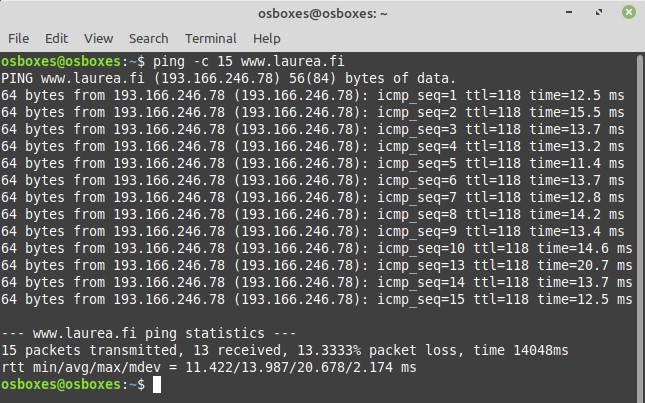 osboxes@osboxes: ~
File Edit View Search Terminal Help
osboxes@osboxes:~$ ping -c 15 www.laurea.fi
PING www.laurea.fi (193.166.246.78) 56(84) bytes of data.
64 bytes from 193.166.246.78 (193.166.246.78): icmp_seq=1 ttl=118 time=12.5 ms
64 bytes from 193.166.246.78 (193.166.246.78): icmp_seq=2 ttl=118 time=15.5 ms
64 bytes from 193.166.246.78 (193.166.246.78): icmp_seq=3 ttl=118 time=13.7 ms
64 bytes from 193.166.246.78 (193.166.246.78): icmp_seq=4 ttl=118 time=13.2 ms
64 bytes from 193.166.246.78 (193.166.246.78): icmp_seq=5 ttl=118 time=11.4 ms
64 bytes from 193.166.246.78 (193.166.246.78): icmp_seq=6 ttl=118 time=13.7 ms
64 bytes from 193.166.246.78 (193.166.246.78): icmp_seq=7 ttl=118 time=12.8 ms
64 bytes from 193.166.246.78 (193.166.246.78): icmp_seq=8 ttl=118 time=14.2 ms
64 bytes from 193.166.246.78 (193.166.246.78): icmp_seq=9 ttl=118 time=13.4 ms
64 bytes from 193.166.246.78 (193.166.246.78): icmp_seq=10 ttl=118 time=14.6 ms
64 bytes from 193.166.246.78 (193.166.246.78): icmp_seq=13 ttl=118 time=20.7 ms
64 bytes from 193.166.246.78 (193.166.246.78): icmp_seq=14 ttl=118 time=13.7 ms
64 bytes from 193.166.246.78 (193.166.246.78): icmp_seq=15 ttl=118 time=12.5 ms
--- www.laurea.fi ping statistics ---
15 packets transmitted, 13 received, 13.3333% packet loss, time 14048ms
rtt min/avg/max/mdev = 11.422/13.987/20.678/2.174 ms
osboxes@osboxes:~$